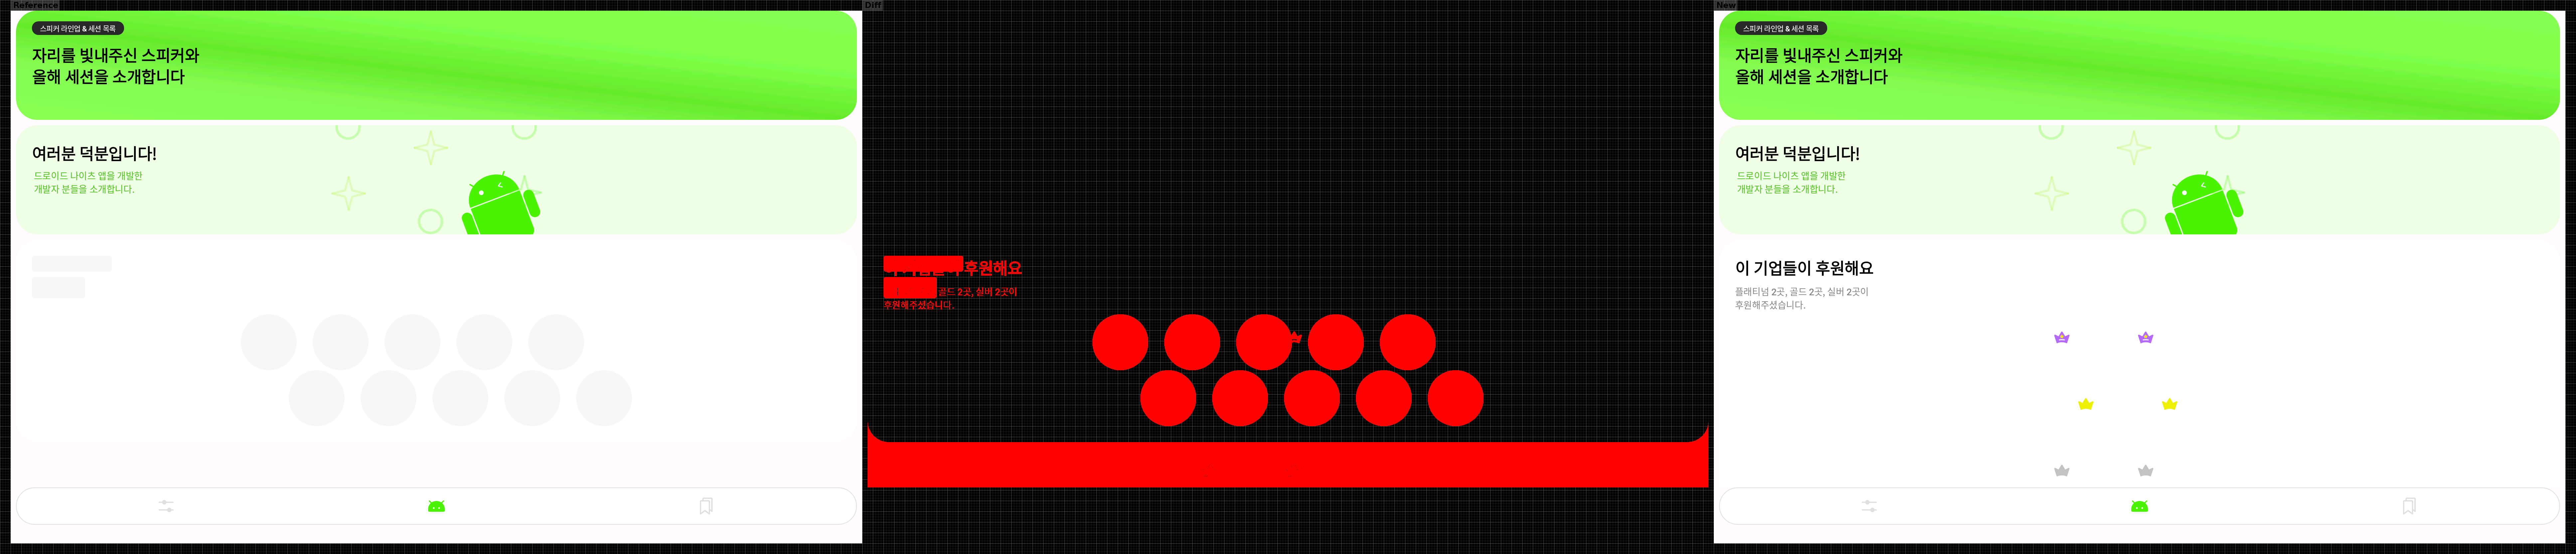 Reference
스피커 라인업 & 세션 목록
자리를 빛내주신 스피커와
올해 세션을 소개합니다
여러분 덕분입니다!
드로이드 나이츠 앱을 개발한
개발자 분들을 소개합니다.
Diff
후원해요
골드 2곳, 실버 2곳이
후원해주셨습니다.
New
스피커 라인업 & 세션 목록
자리를 빛내주신 스피커와
올해 세션을 소개합니다
여러분 덕분입니다!
드로이드 나이츠 앱을 개발한
개발자 분들을 소개합니다.
이 기업들이 후원해요
플래티넘 2곳, 골드 2곳, 실버 2곳이
후원해주셨습니다.